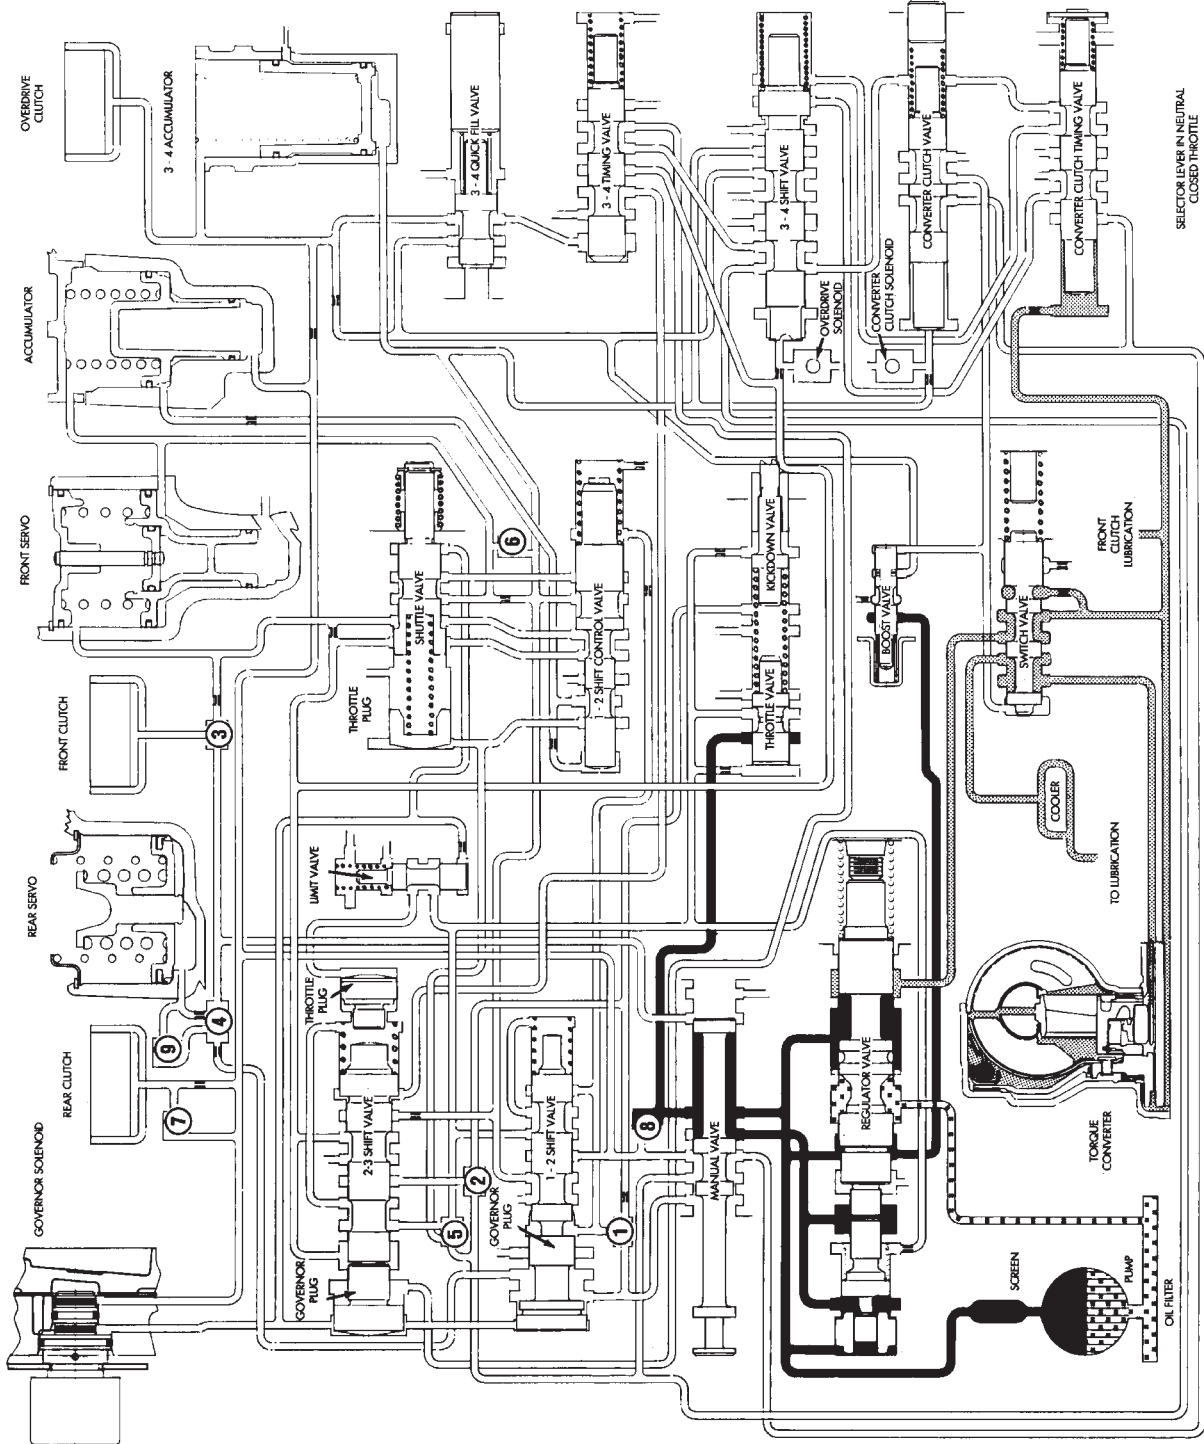 OVERDRIVE
CLUTCH
3 - 4 ACCUMULATOR
3 - 4 QUICK FILL VALVE
3 - 4 TIMING VALVE
3 - 4 SHIFT VALVE
CONVERTER CLUTCH VALVE
CONVERTER CLUTCH TIMING VALVE
SELECTOR LEVER IN NEUTRAL
CLOSED THROTTLE
ACCUMULATOR
OVERDRIVE
SOLENOID
CONVERTER
CLUTCH SOLENOID
FRONT SERVO
SHUTTLE VALVE
THROTTLE
PLUG
6
1 - 2 SHIFT CONTROL VALVE
KICKDOWN VALVE
THROTTLE VALVE
BOOST VALVE
SWITCH VALVE
FRONT
CLUTCH
LUBRICATION
FRONT CLUTCH
3
COOLER
TO LUBRICATION
REAR SERVO
LIMIT VALVE
4
9
THROTTLE
PLUG
REAR CLUTCH
7
2-3 SHIFT VALVE
1 - 2 SHIFT VALVE
8
MANUAL VALVE
REGULATOR VALVE
TORQUE
CONVERTER
GOVERNOR SOLENOID
GOVERNOR
PLUG
5
2
GOVERNOR
PLUG
1
SCREEN
PUMP
OIL FILTER